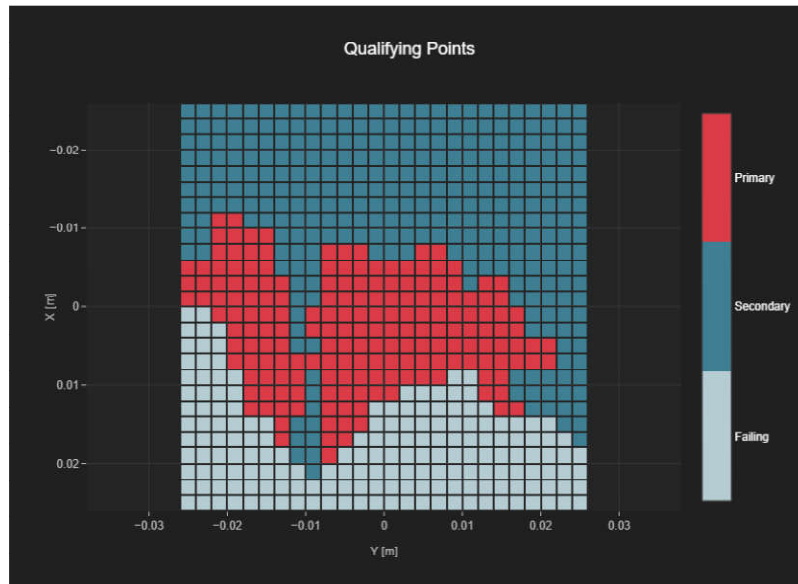 Qualifying Points
−0.02
−0.01
0
0.01
0.02
X [m]
−0.03
−0.02
−0.01
0
0.01
0.02
0.03
Y [m]
Primary
Secondary
Failing